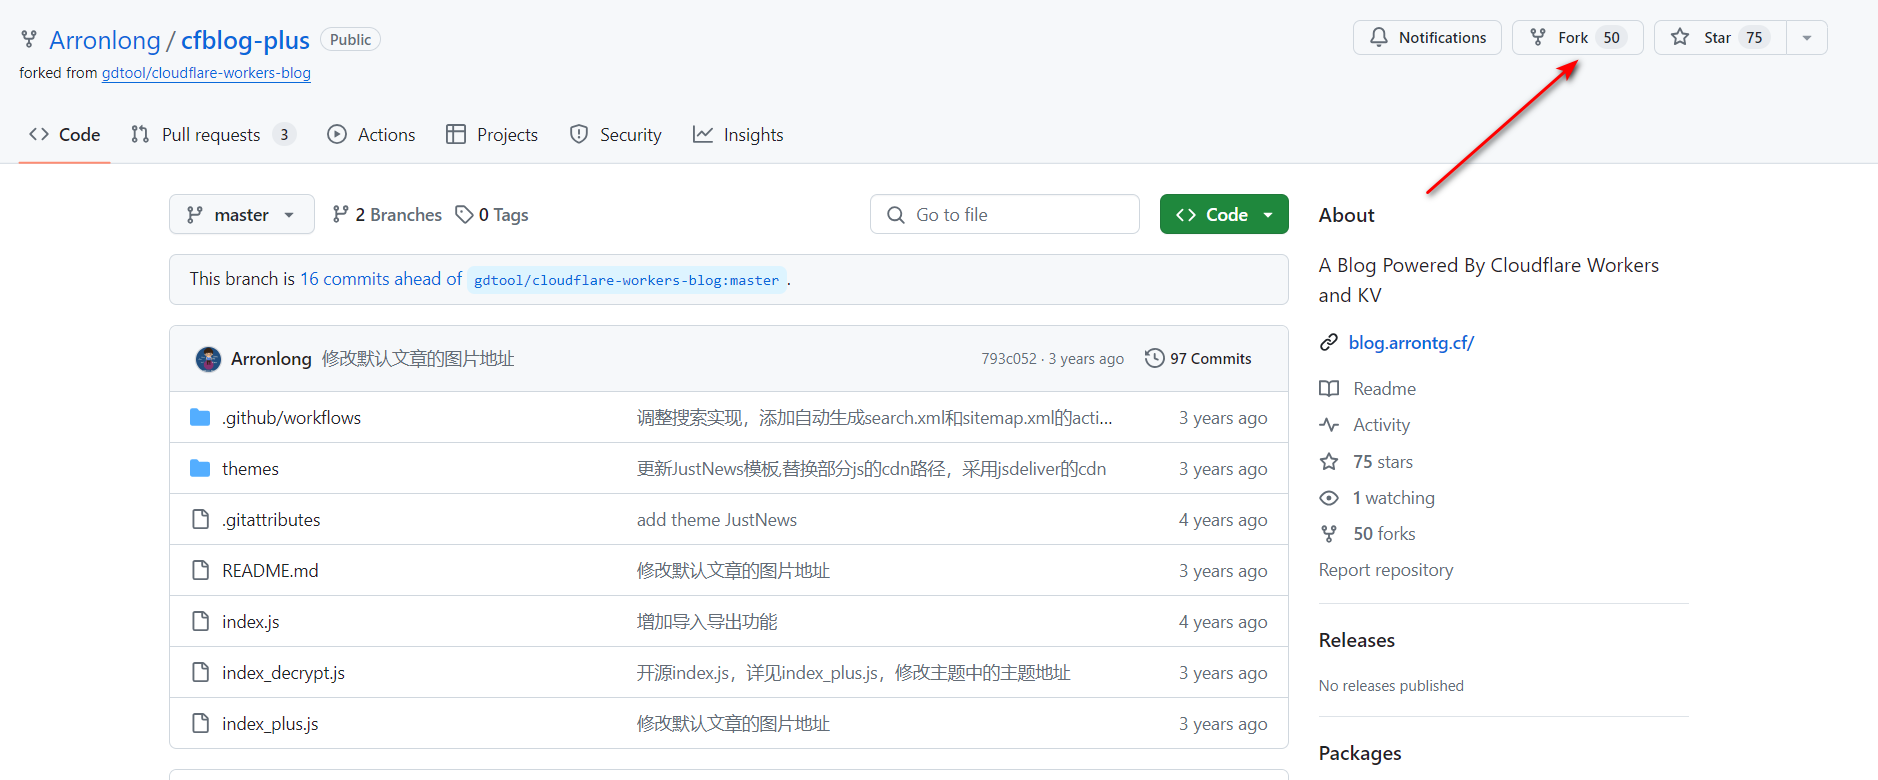 Arronlong / cfblog-plus Public
Notifications Fork 50 Star 75
forked from gdtool/cloudflare-workers-blog
Code Pull requests 3 Actions Projects Security Insights
master 2 Branches 0 Tags Go to file Code
This branch is 16 commits ahead of gdtool/cloudflare-workers-blog:master.
Arronlong 修改默认文章的图片地址 793c052 · 3 years ago 97 Commits
.github/workflows 调整搜索实现，添加自动生成search.xml和sitemap.xml的acti... 3 years ago
themes 更新JustNews模板,替换部分js的cdn路径，采用jsdeliver的cdn 3 years ago
.gitattributes add theme JustNews 4 years ago
README.md 修改默认文章的图片地址 3 years ago
index.js 增加导入导出功能 4 years ago
index_decrypt.js 开源index.js，详见index_plus.js，修改主题中的主题地址 3 years ago
index_plus.js 修改默认文章的图片地址 3 years ago
About
A Blog Powered By Cloudflare Workers
and KV
blog.arrontg.cf/
Readme
Activity
75 stars
1 watching
50 forks
Report repository
Releases
No releases published
Packages